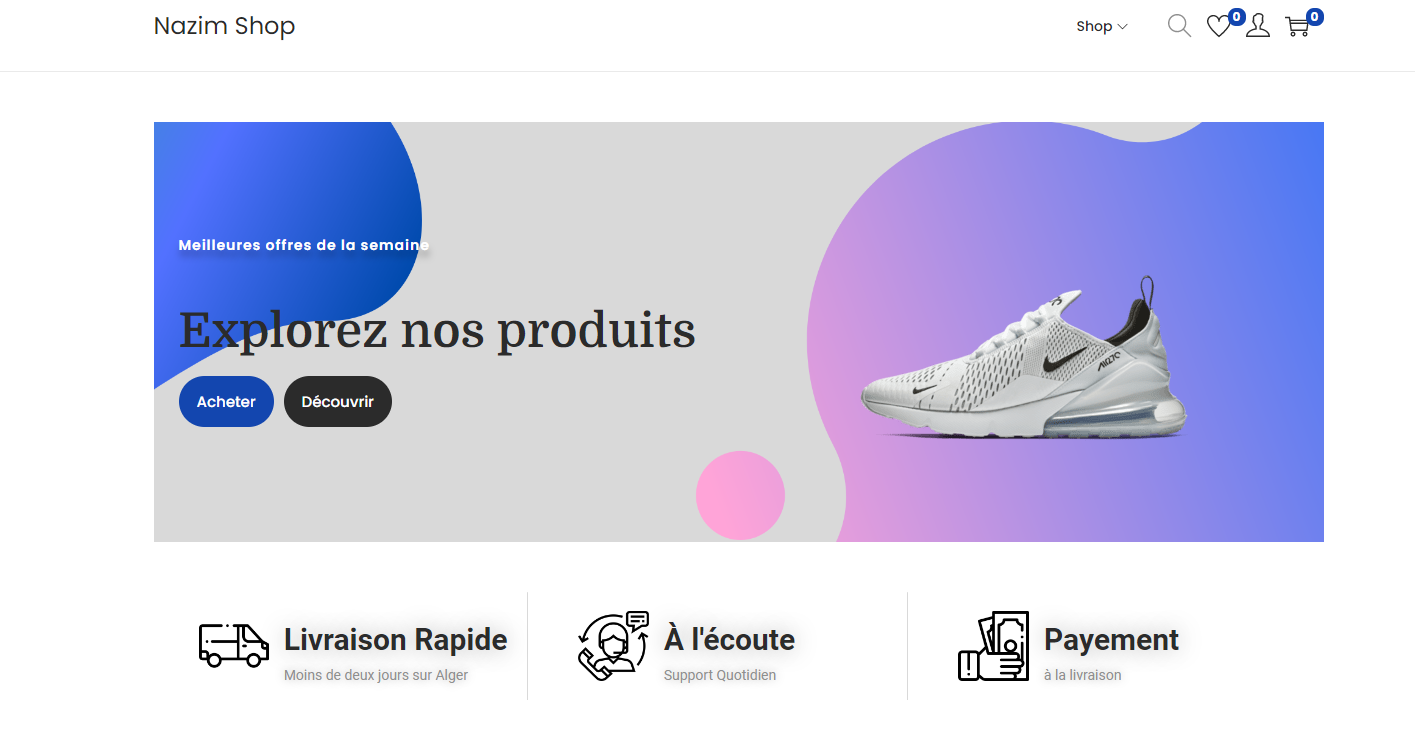 Nazim Shop
Shop
0
0
Meilleures offres de la semaine
Explorez nos produits
Acheter
Découvrir
Livraison Rapide
Moins de deux jours sur Alger
À l'écoute
Support Quotidien
Payement
à la livraison